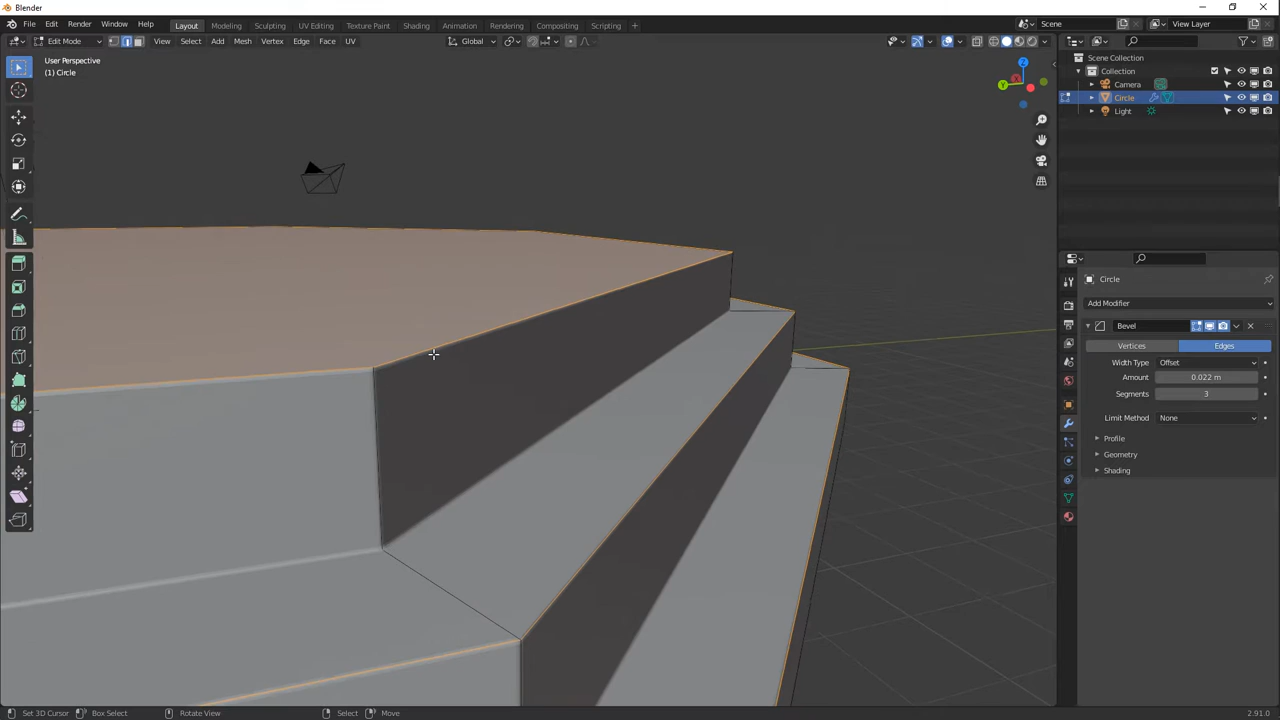 Blender
File Edit Render Window Help Layout Modeling Sculpting UV Editing Texture Paint Shading Animation Rendering Compositing Scripting + Scene View Layer
Edit Mode View Select Add Mesh Vertex Edge Face UV Global
User Perspective
(1) Circle
Z
Y
X
Scene Collection
Collection
Camera
Circle
Light
Circle
Add Modifier
Bevel
Vertices Edges
Width Type Offset
Amount 0.022 m
Segments 3
Limit Method None
Profile
Geometry
Shading
Set 3D Cursor Box Select Rotate View Select Move 2.91.0